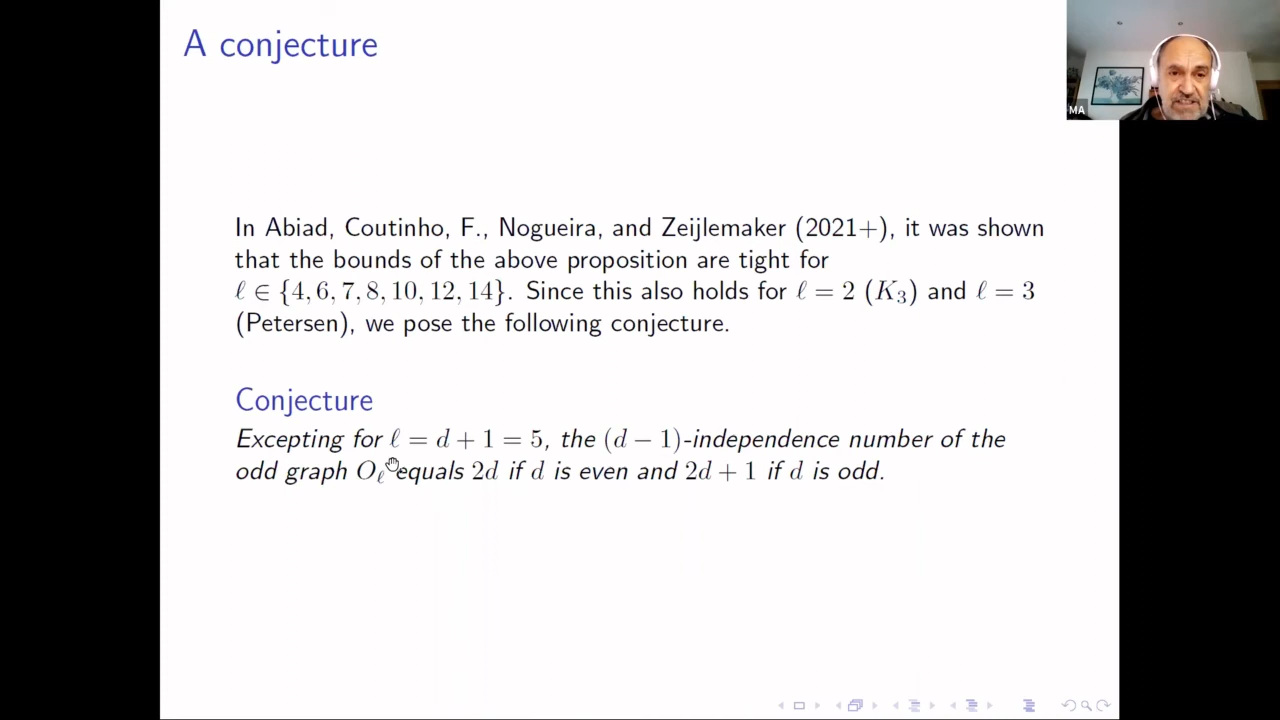 A conjecture
MA
In Abiad, Coutinho, F., Nogueira, and Zeijlemaker (2021+), it was shown
that the bounds of the above proposition are tight for
ℓ ∈ {4, 6, 7, 8, 10, 12, 14}. Since this also holds for ℓ = 2 (K₃) and ℓ = 3
(Petersen), we pose the following conjecture.
Conjecture
Excepting for ℓ = d + 1 = 5, the (d − 1)-independence number of the
odd graph Oℓ equals 2d if d is even and 2d + 1 if d is odd.